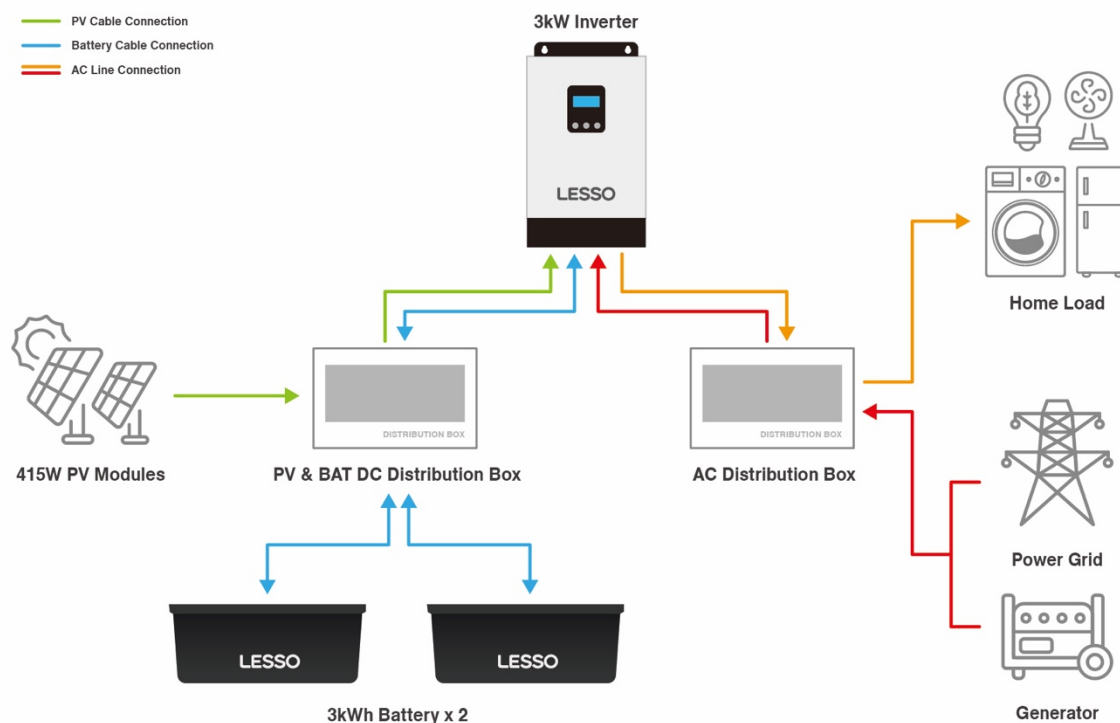 PV Cable Connection
Battery Cable Connection
AC Line Connection
3kW Inverter
LESSO
Home Load
DISTRIBUTION BOX
DISTRIBUTION BOX
415W PV Modules
PV & BAT DC Distribution Box
AC Distribution Box
Power Grid
LESSO
LESSO
3kWh Battery x 2
Generator